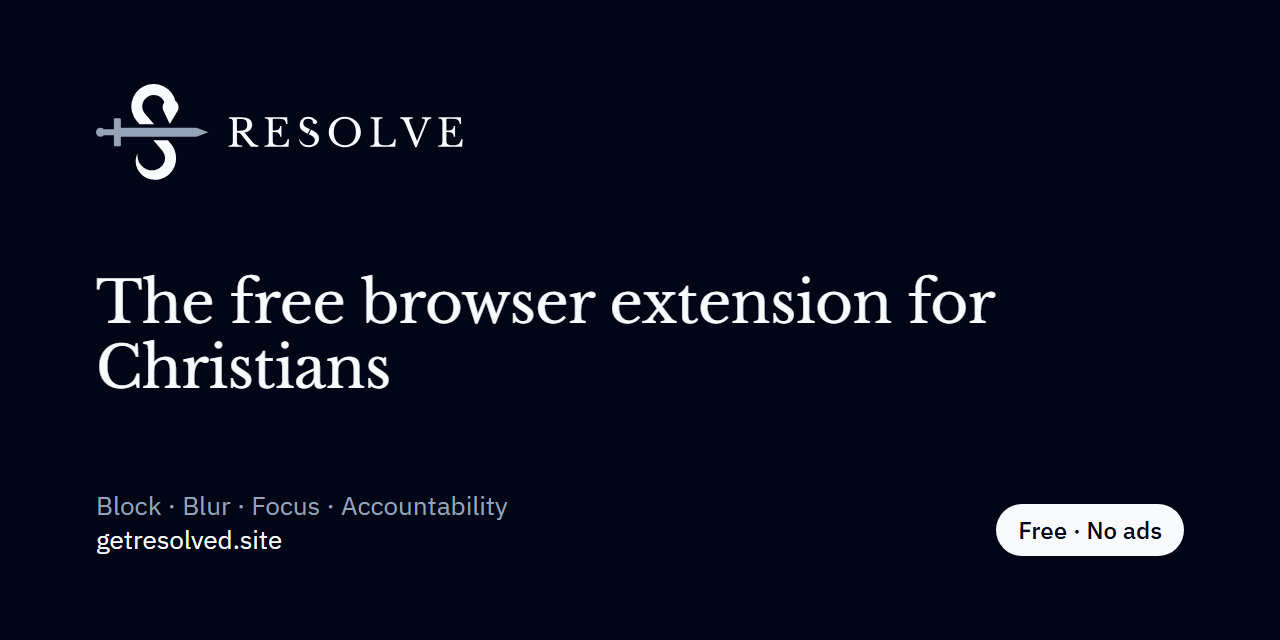 RESOLVE
The free browser extension for
Christians
Block · Blur · Focus · Accountability
getresolved.site
Free · No ads